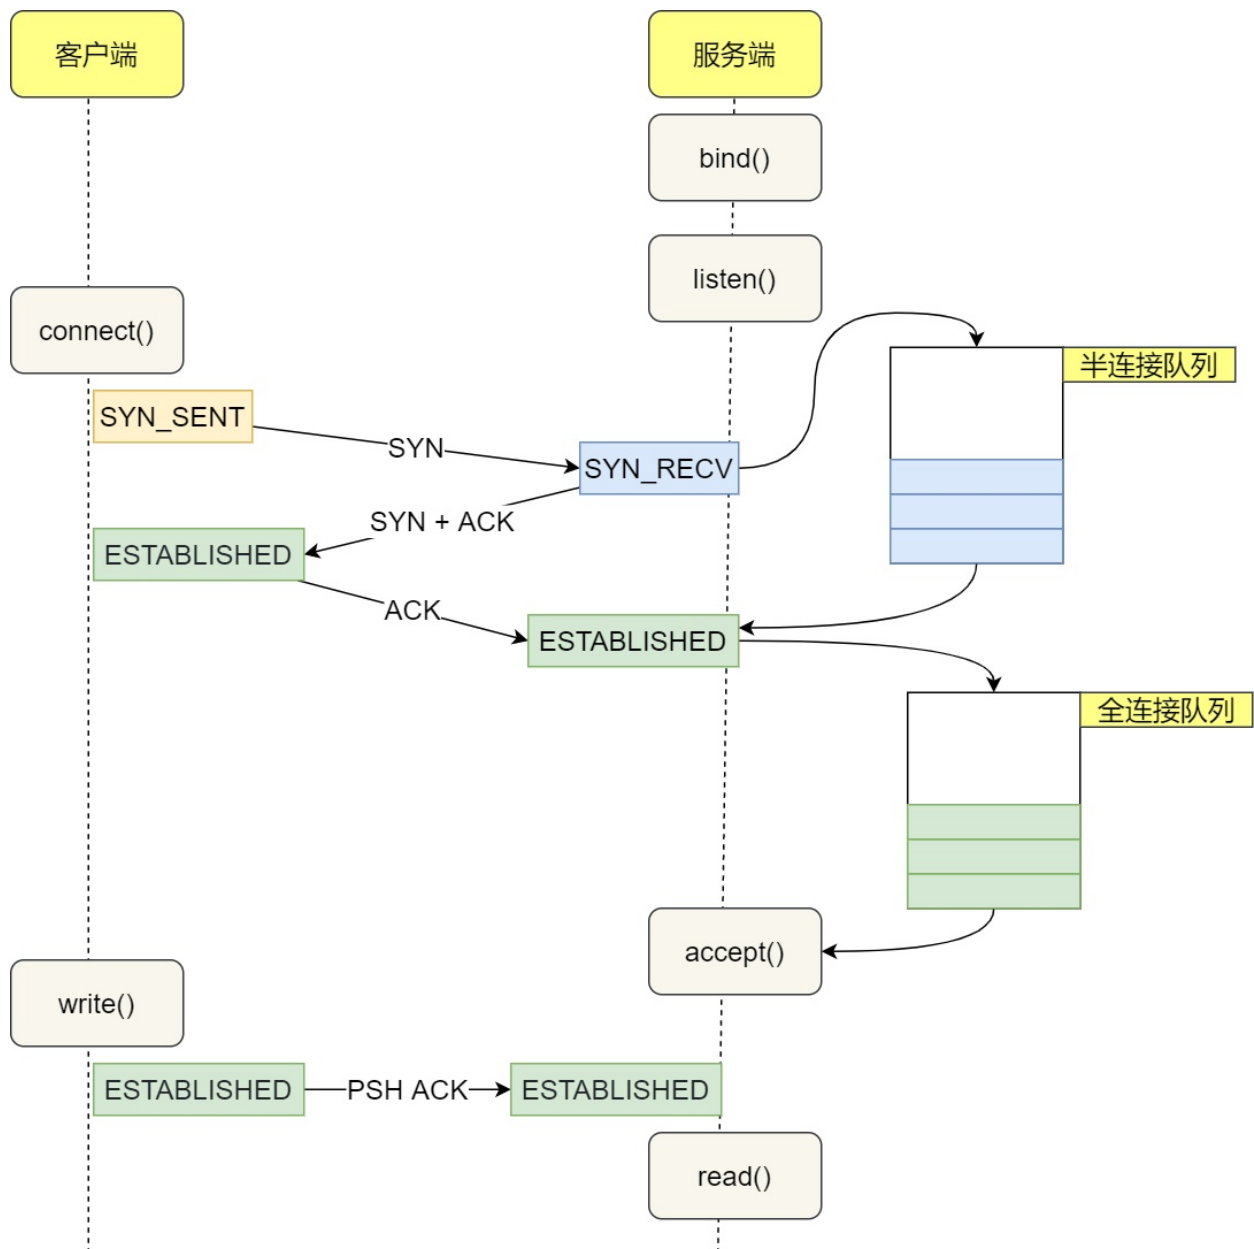 客户端
服务端
bind()
listen()
connect()
半连接队列
SYN_SENT
SYN
SYN_RECV
SYN + ACK
ESTABLISHED
ACK
ESTABLISHED
全连接队列
accept()
write()
ESTABLISHED
PSH ACK
ESTABLISHED
read()